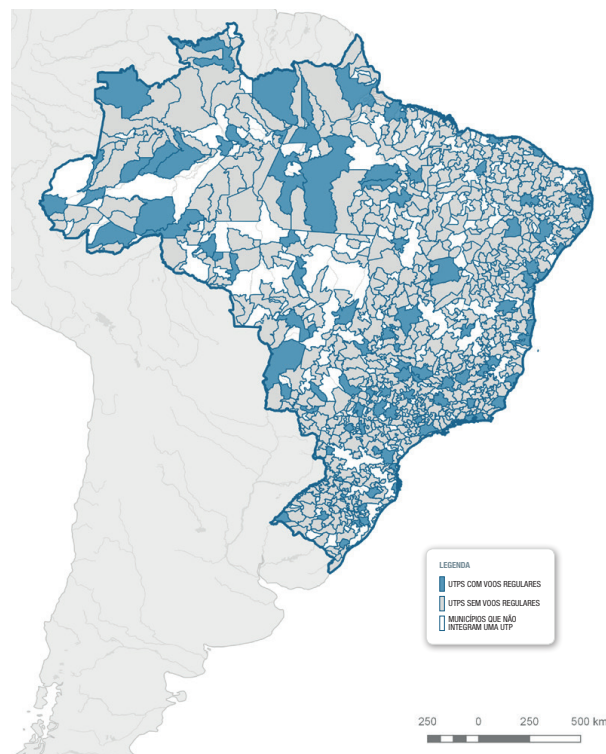 LEGENDA
UTPS COM VOOS REGULARES
UTPS SEM VOOS REGULARES
MUNICÍPIOS QUE NÃO
INTEGRAM UMA UTP
250 0 250 500 km